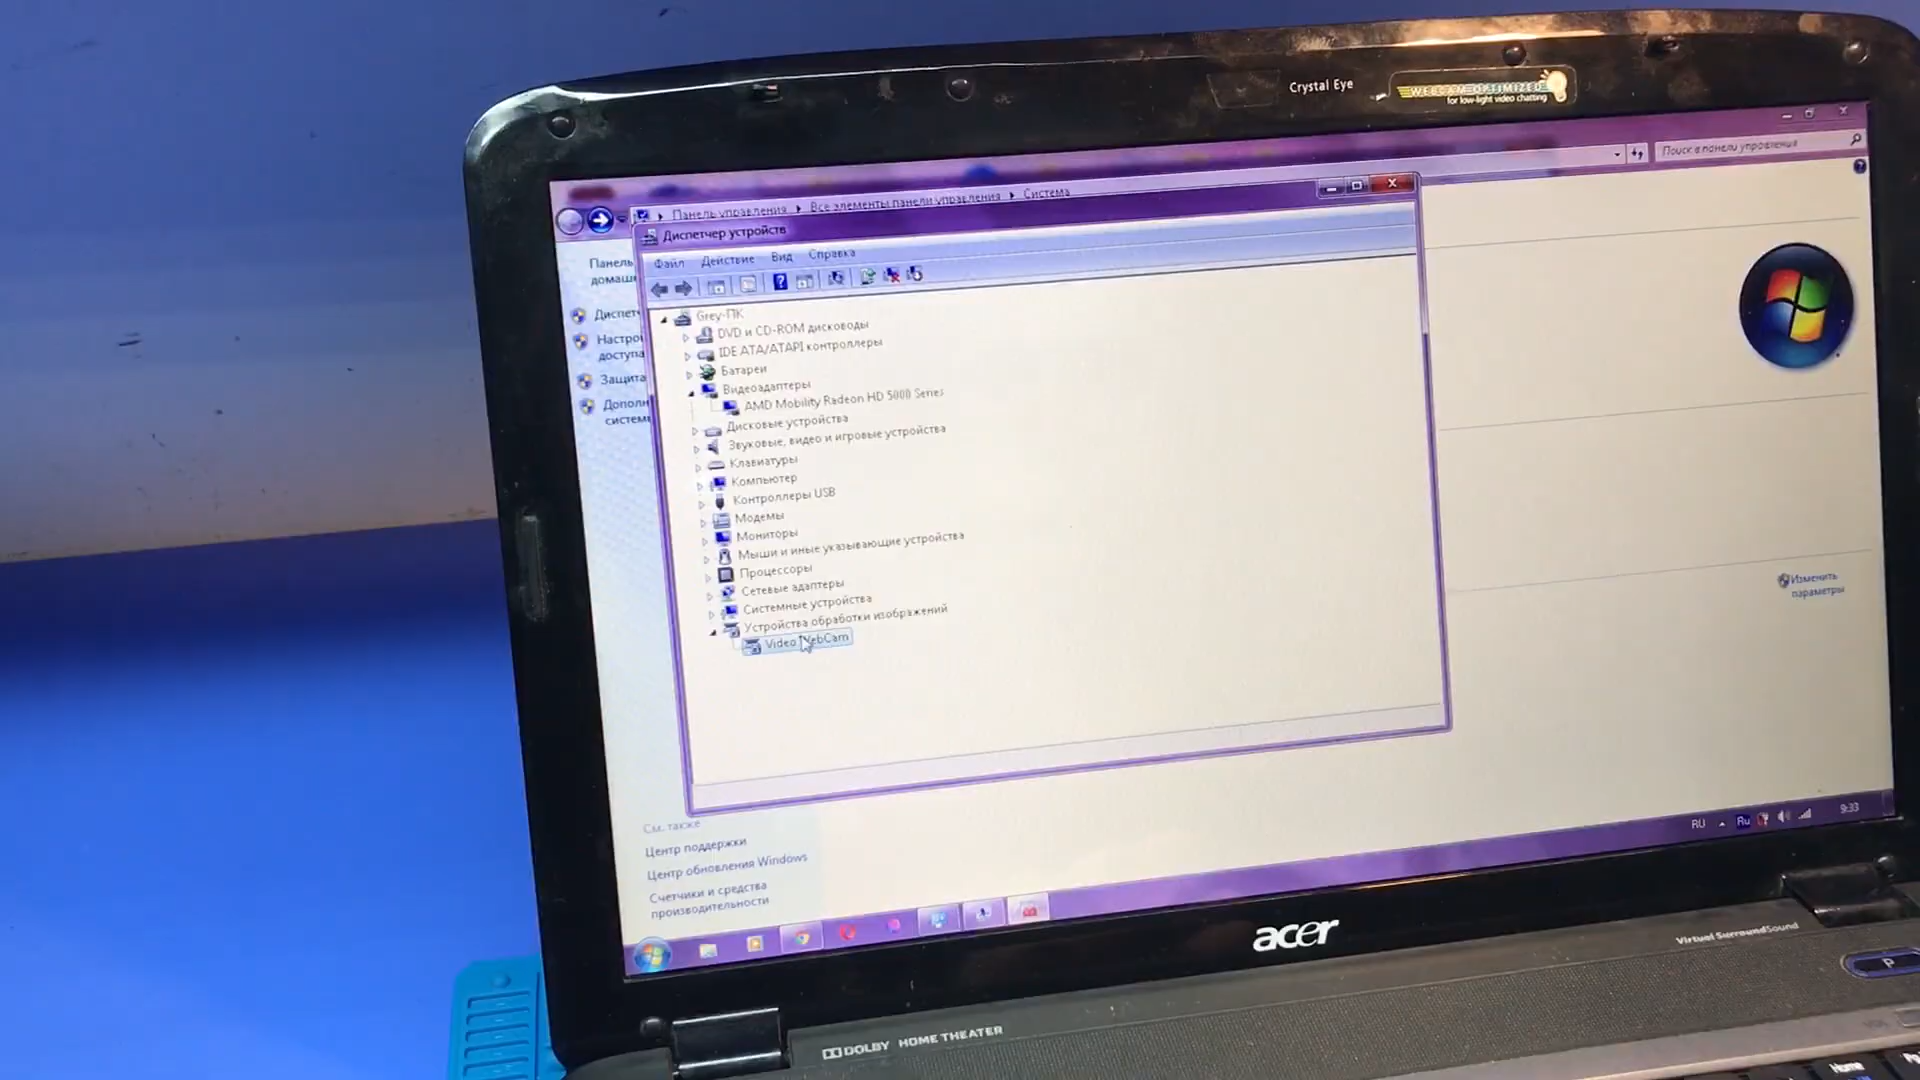 Crystal Eye
WEBCAM OPTIMIZED
for low-light video chatting
Поиск в панели управления
Панель управления
Все элементы панели управления
Система
Диспетчер устройств
Файл
Действие
Вид
Справка
Grey-ПК
DVD и CD-ROM дисководы
IDE ATA/ATAPI контроллеры
Батареи
Видеоадаптеры
AMD Mobility Radeon HD 5000 Series
Дисковые устройства
Звуковые, видео и игровые устройства
Клавиатуры
Компьютер
Контроллеры USB
Модемы
Мониторы
Мыши и иные указывающие устройства
Процессоры
Сетевые адаптеры
Системные устройства
Устройства обработки изображений
Video WebCam
Панель
домаш
Диспет
Настро
доступа
Защита
Дополн
систем
Изменить
параметры
См. также
Центр поддержки
Центр обновления Windows
Счетчики и средства
производительности
RU
Ru
9:33
acer
Virtual SurroundSound
P
DOLBY HOME THEATER
Home